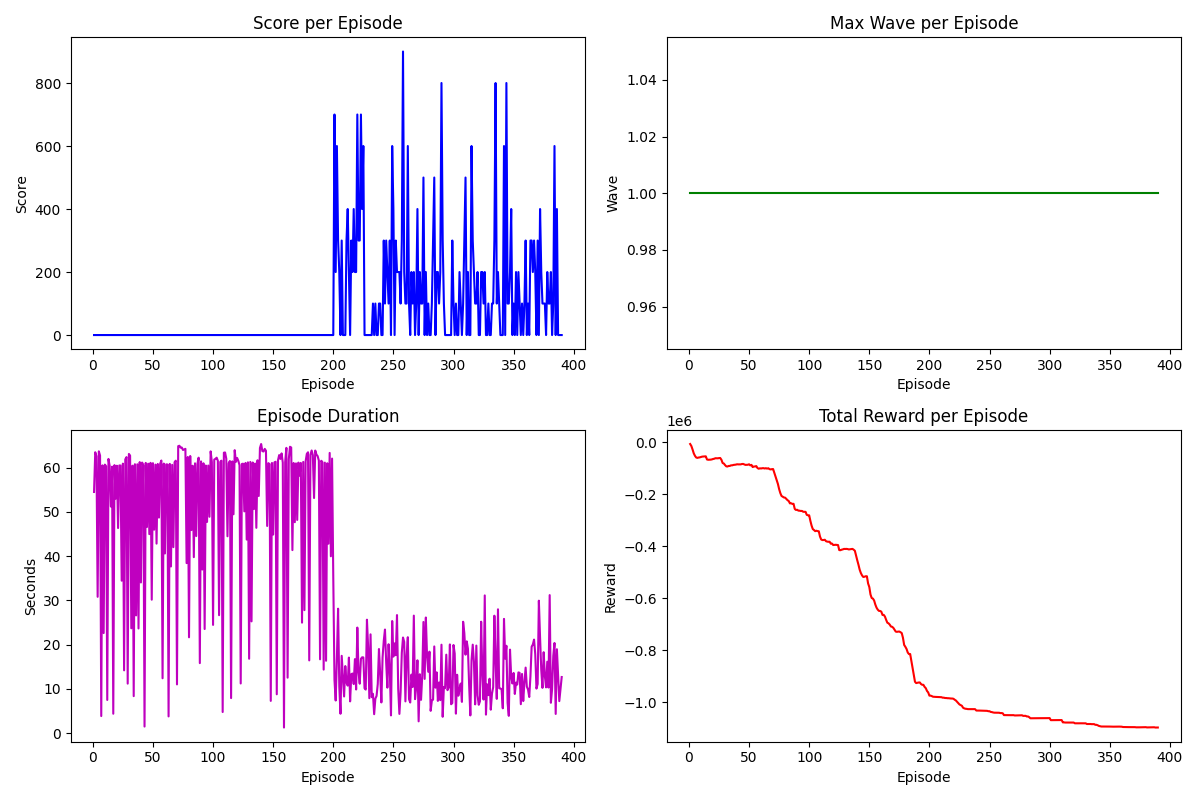 Score per Episode
Score
800
600
400
200
0
0 50 100 150 200 250 300 350 400
Episode
Max Wave per Episode
Wave
1.04
1.02
1.00
0.98
0.96
0 50 100 150 200 250 300 350 400
Episode
Episode Duration
Seconds
60
50
40
30
20
10
0
0 50 100 150 200 250 300 350 400
Episode
Total Reward per Episode
1e6
Reward
0.0
−0.2
−0.4
−0.6
−0.8
−1.0
0 50 100 150 200 250 300 350 400
Episode